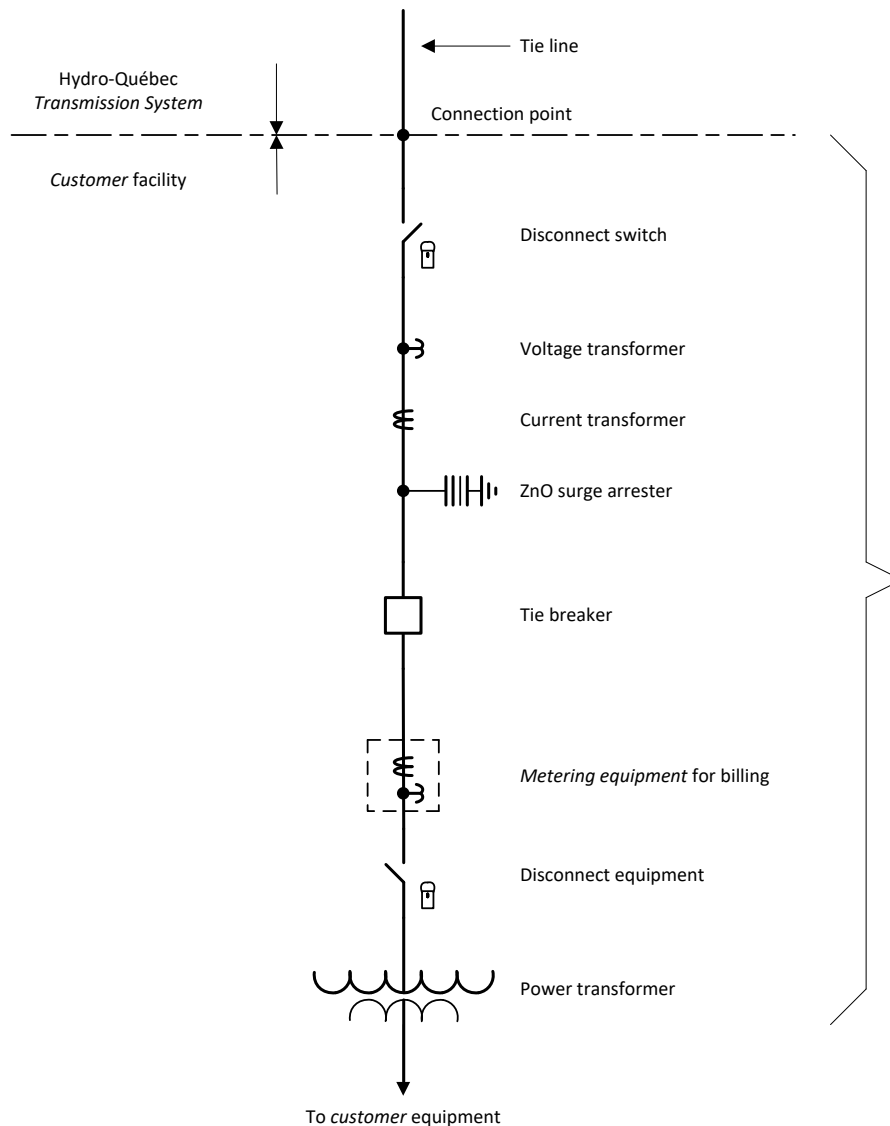 Tie line
Hydro-Québec
Transmission System
Connection point
Customer facility
Disconnect switch
Voltage transformer
Current transformer
ZnO surge arrester
Tie breaker
Metering equipment for billing
Disconnect equipment
Power transformer
To customer equipment